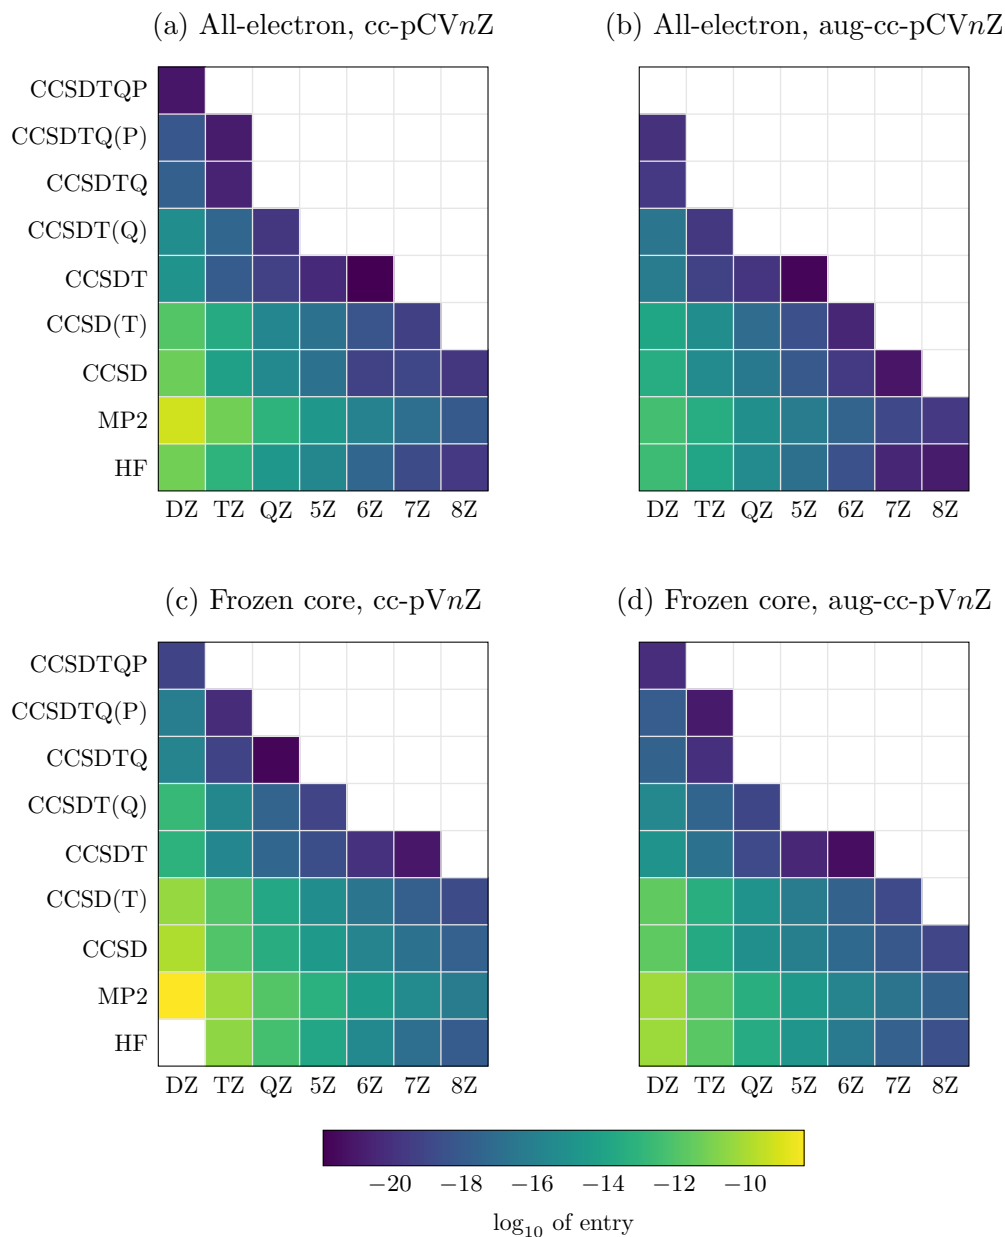 (a) All-electron, cc-pCVnZ
(b) All-electron, aug-cc-pCVnZ
CCSDTQP
CCSDTQ(P)
CCSDTQ
CCSDT(Q)
CCSDT
CCSD(T)
CCSD
MP2
HF
DZ TZ QZ 5Z 6Z 7Z 8Z
DZ TZ QZ 5Z 6Z 7Z 8Z
(c) Frozen core, cc-pVnZ
(d) Frozen core, aug-cc-pVnZ
CCSDTQP
CCSDTQ(P)
CCSDTQ
CCSDT(Q)
CCSDT
CCSD(T)
CCSD
MP2
HF
DZ TZ QZ 5Z 6Z 7Z 8Z
DZ TZ QZ 5Z 6Z 7Z 8Z
−20 −18 −16 −14 −12 −10
log₁₀ of entry